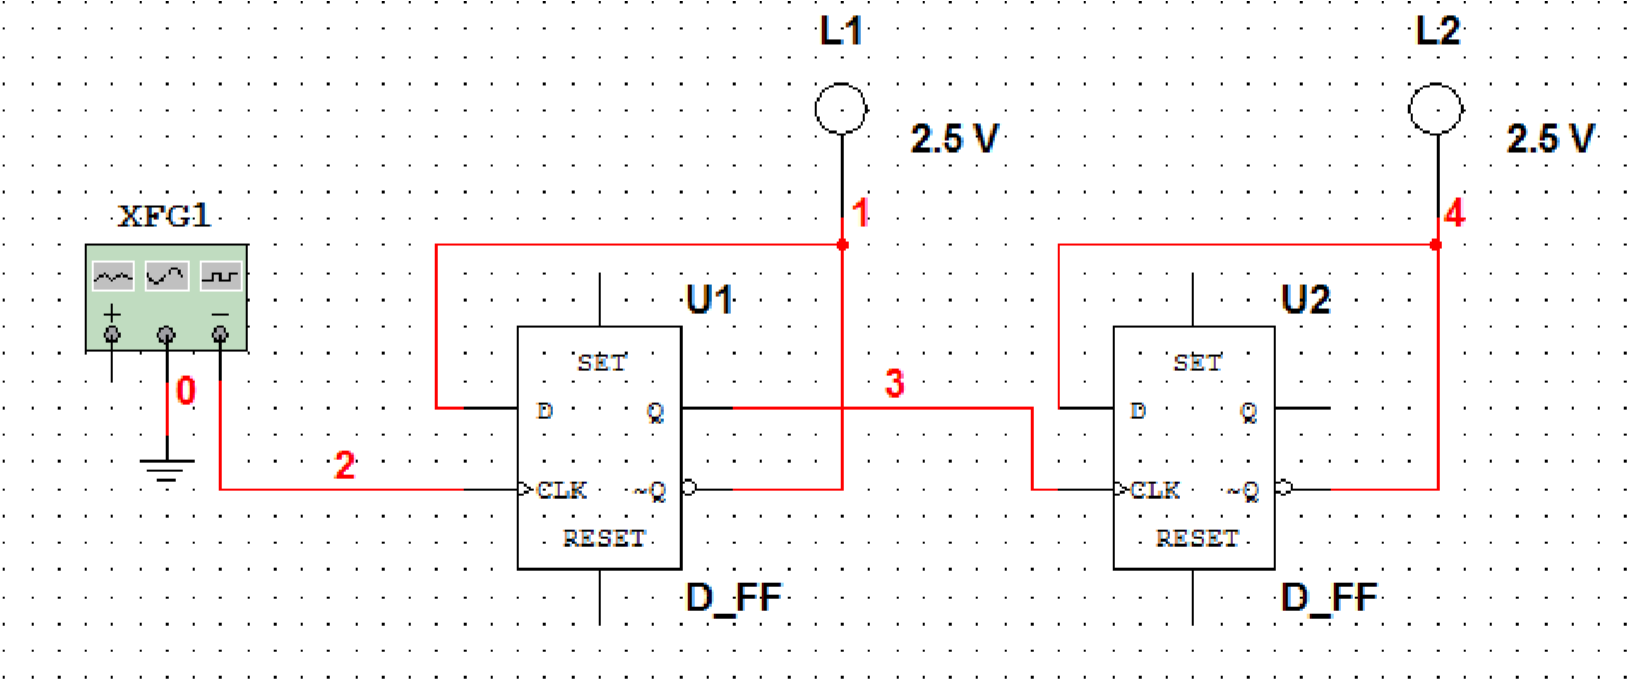 L1
L2
2.5 V
2.5 V
XFG1
1
4
U1
U2
+
−
SET
SET
0
3
D
Q
D
Q
2
CLK
~Q
CLK
~Q
RESET
RESET
D_FF
D_FF